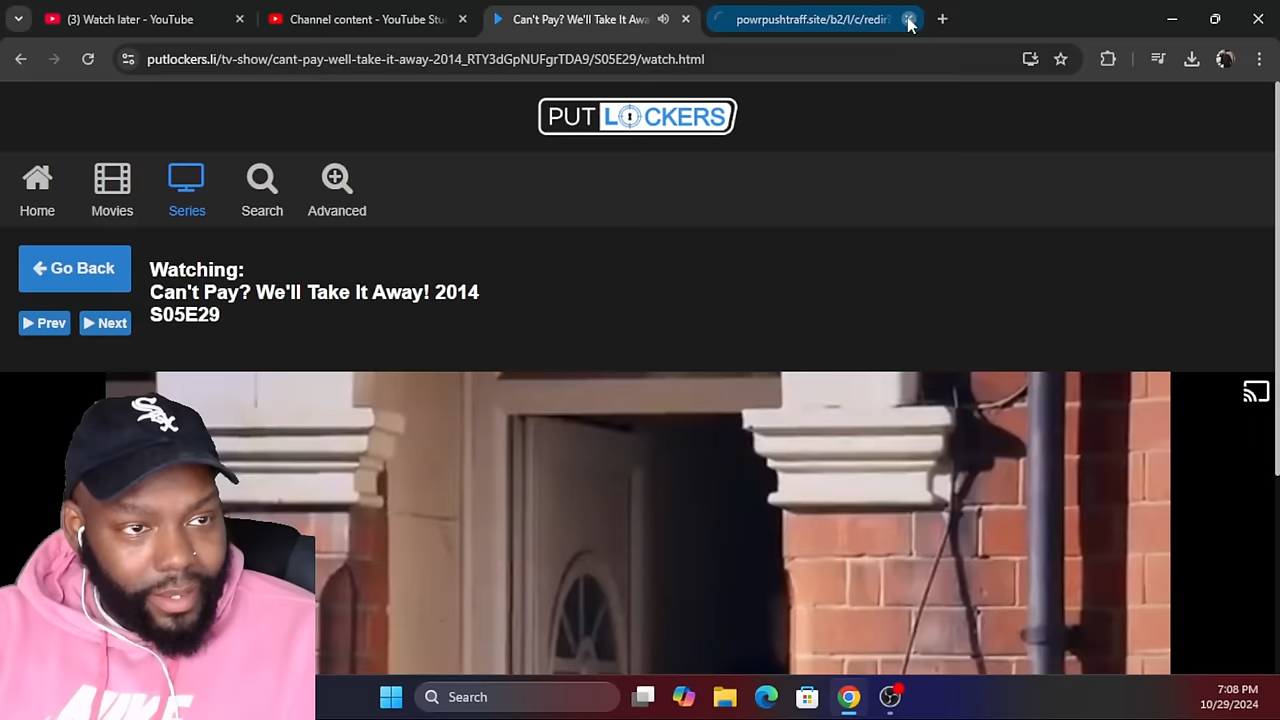 (3) Watch later - YouTube
Channel content - YouTube Stu
Can't Pay? We'll Take It Awa
powrpushtraff.site/b2/l/c/redir?
putlockers.li/tv-show/cant-pay-well-take-it-away-2014_RTY3dGpNUFgrTDA9/S05E29/watch.html
PUT LOCKERS
Home
Movies
Series
Search
Advanced
Go Back
Watching:
Can't Pay? We'll Take It Away! 2014
S05E29
Prev
Next
Sox
NIKE
Search
7:08 PM
10/29/2024